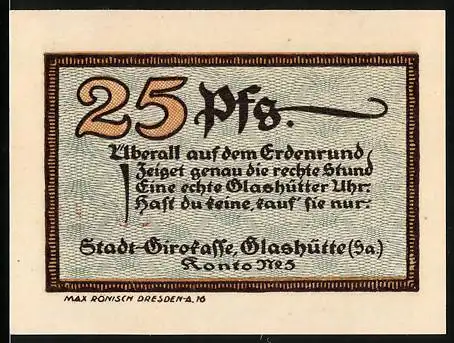 25 Pfg.
Überall auf dem Erdenrund
Zeiget genau die rechte Stund
Eine echte Glashütter Uhr:
Hast du keine, kauf' sie nur:
Stadt-Girokasse, Glashütte (Sa.)
Konto No 5
MAX RÖNISCH DRESDEN-A. 16